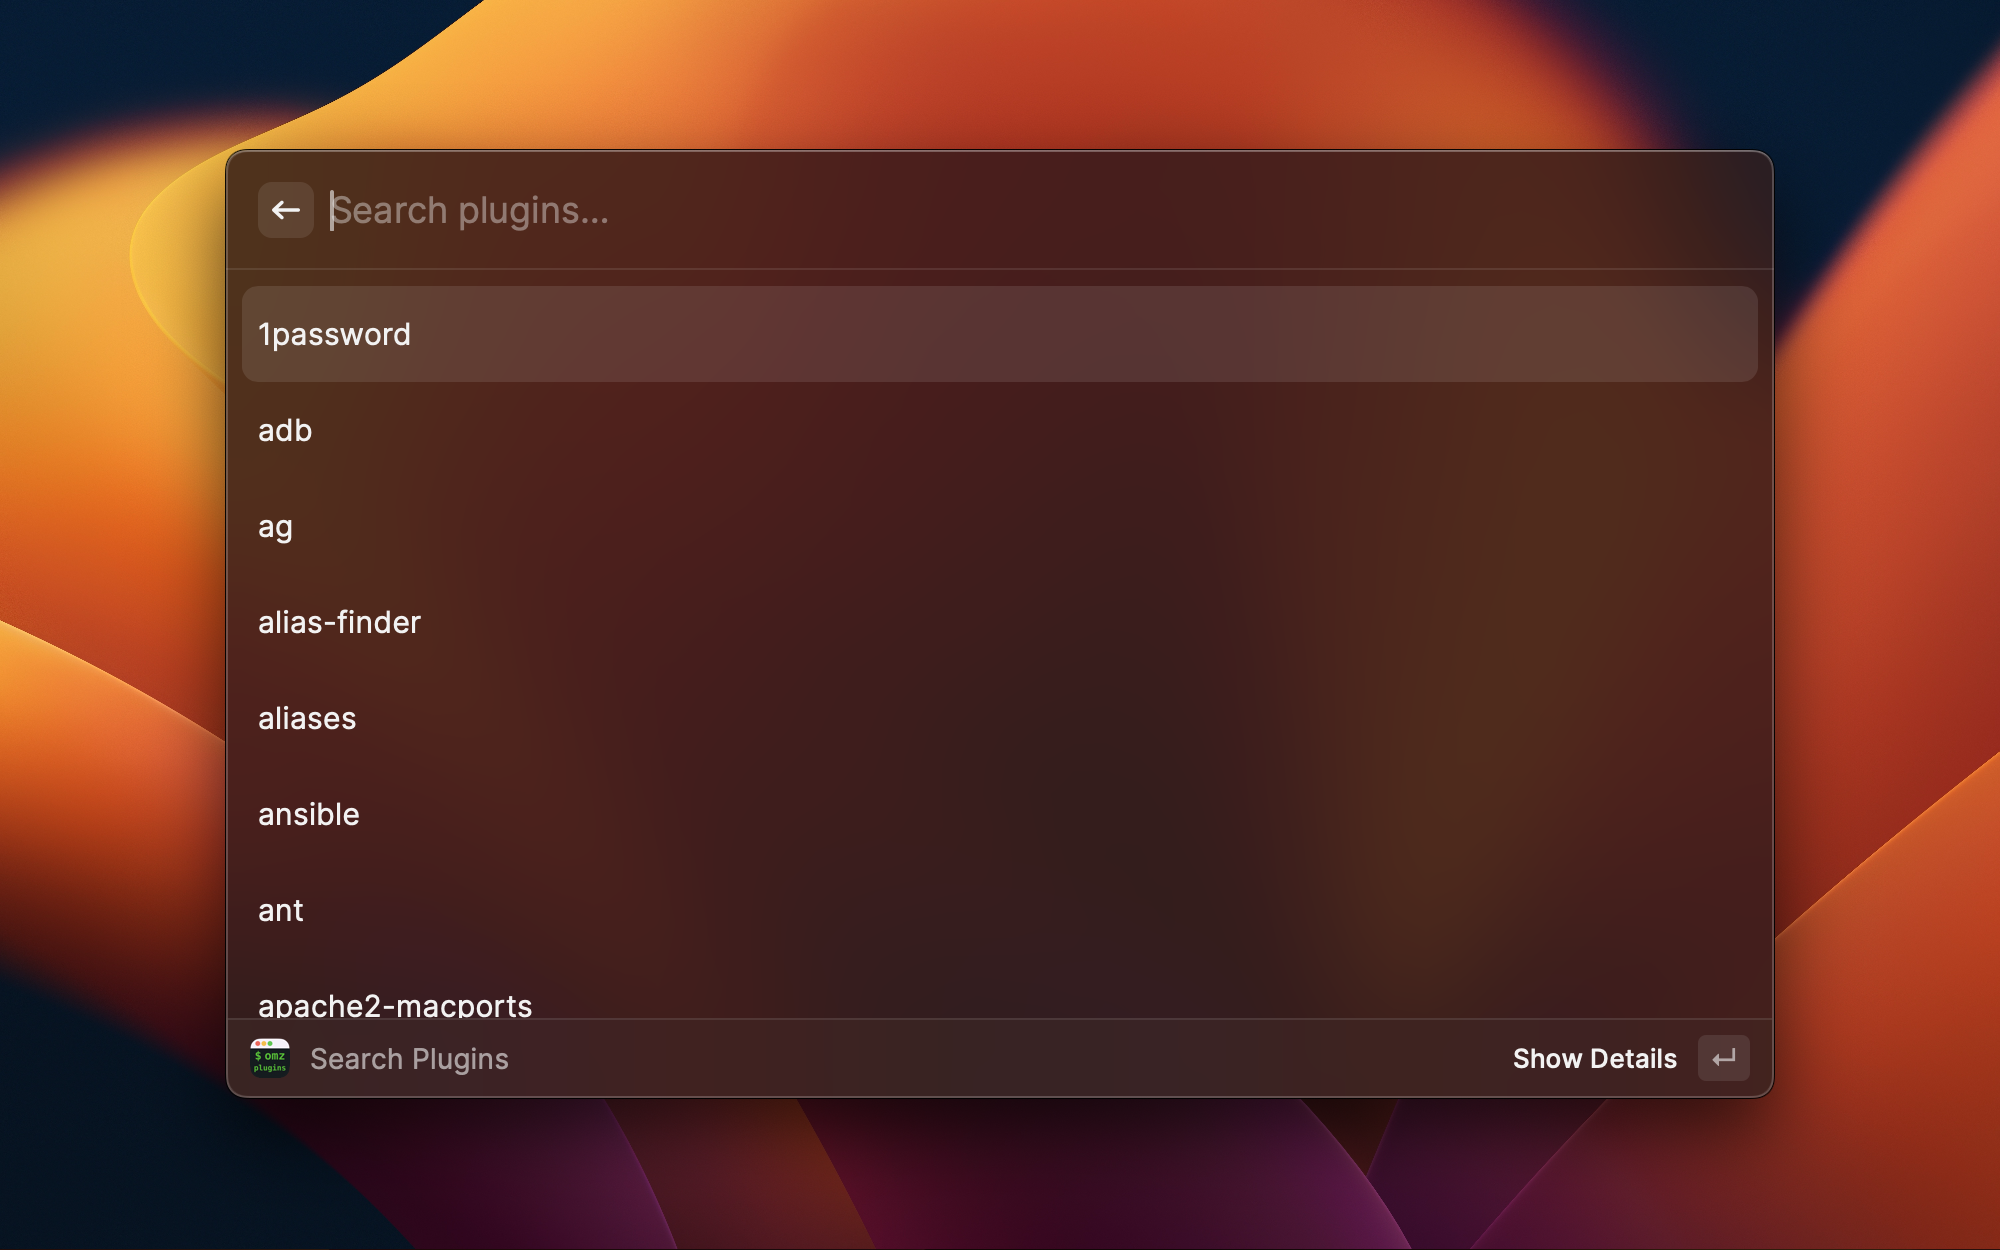 Search plugins...
1password
adb
ag
alias-finder
aliases
ansible
ant
apache2-macports
$ omz
plugins
Search Plugins
Show Details